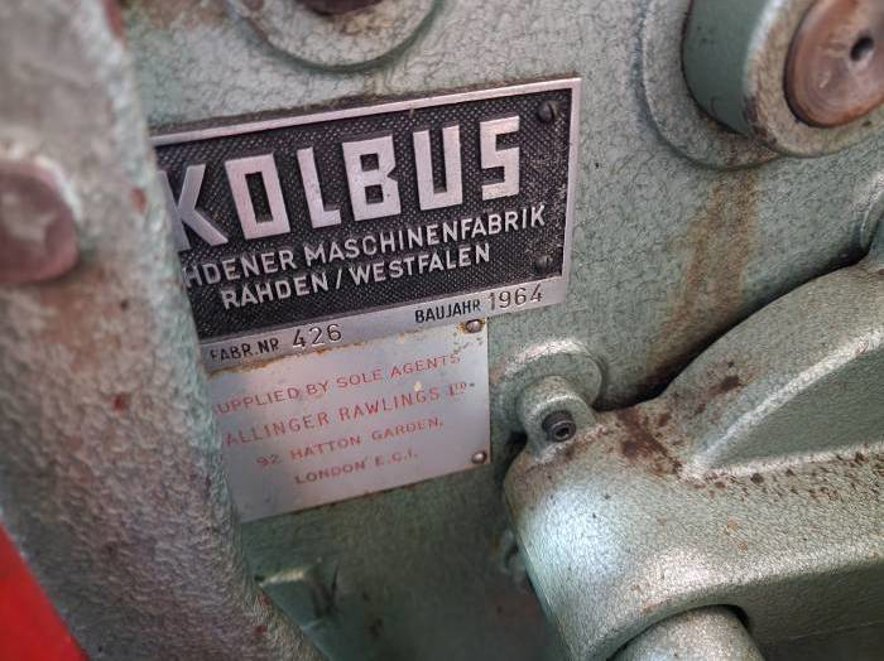 KOLBUS
HDENER MASCHINENFABRIK
RAHDEN/WESTFALEN
FABR.NR 426 BAUJAHR 1964
SUPPLIED BY SOLE AGENTS
ALLINGER RAWLINGS LTD.
92 HATTON GARDEN,
LONDON E.C.1.